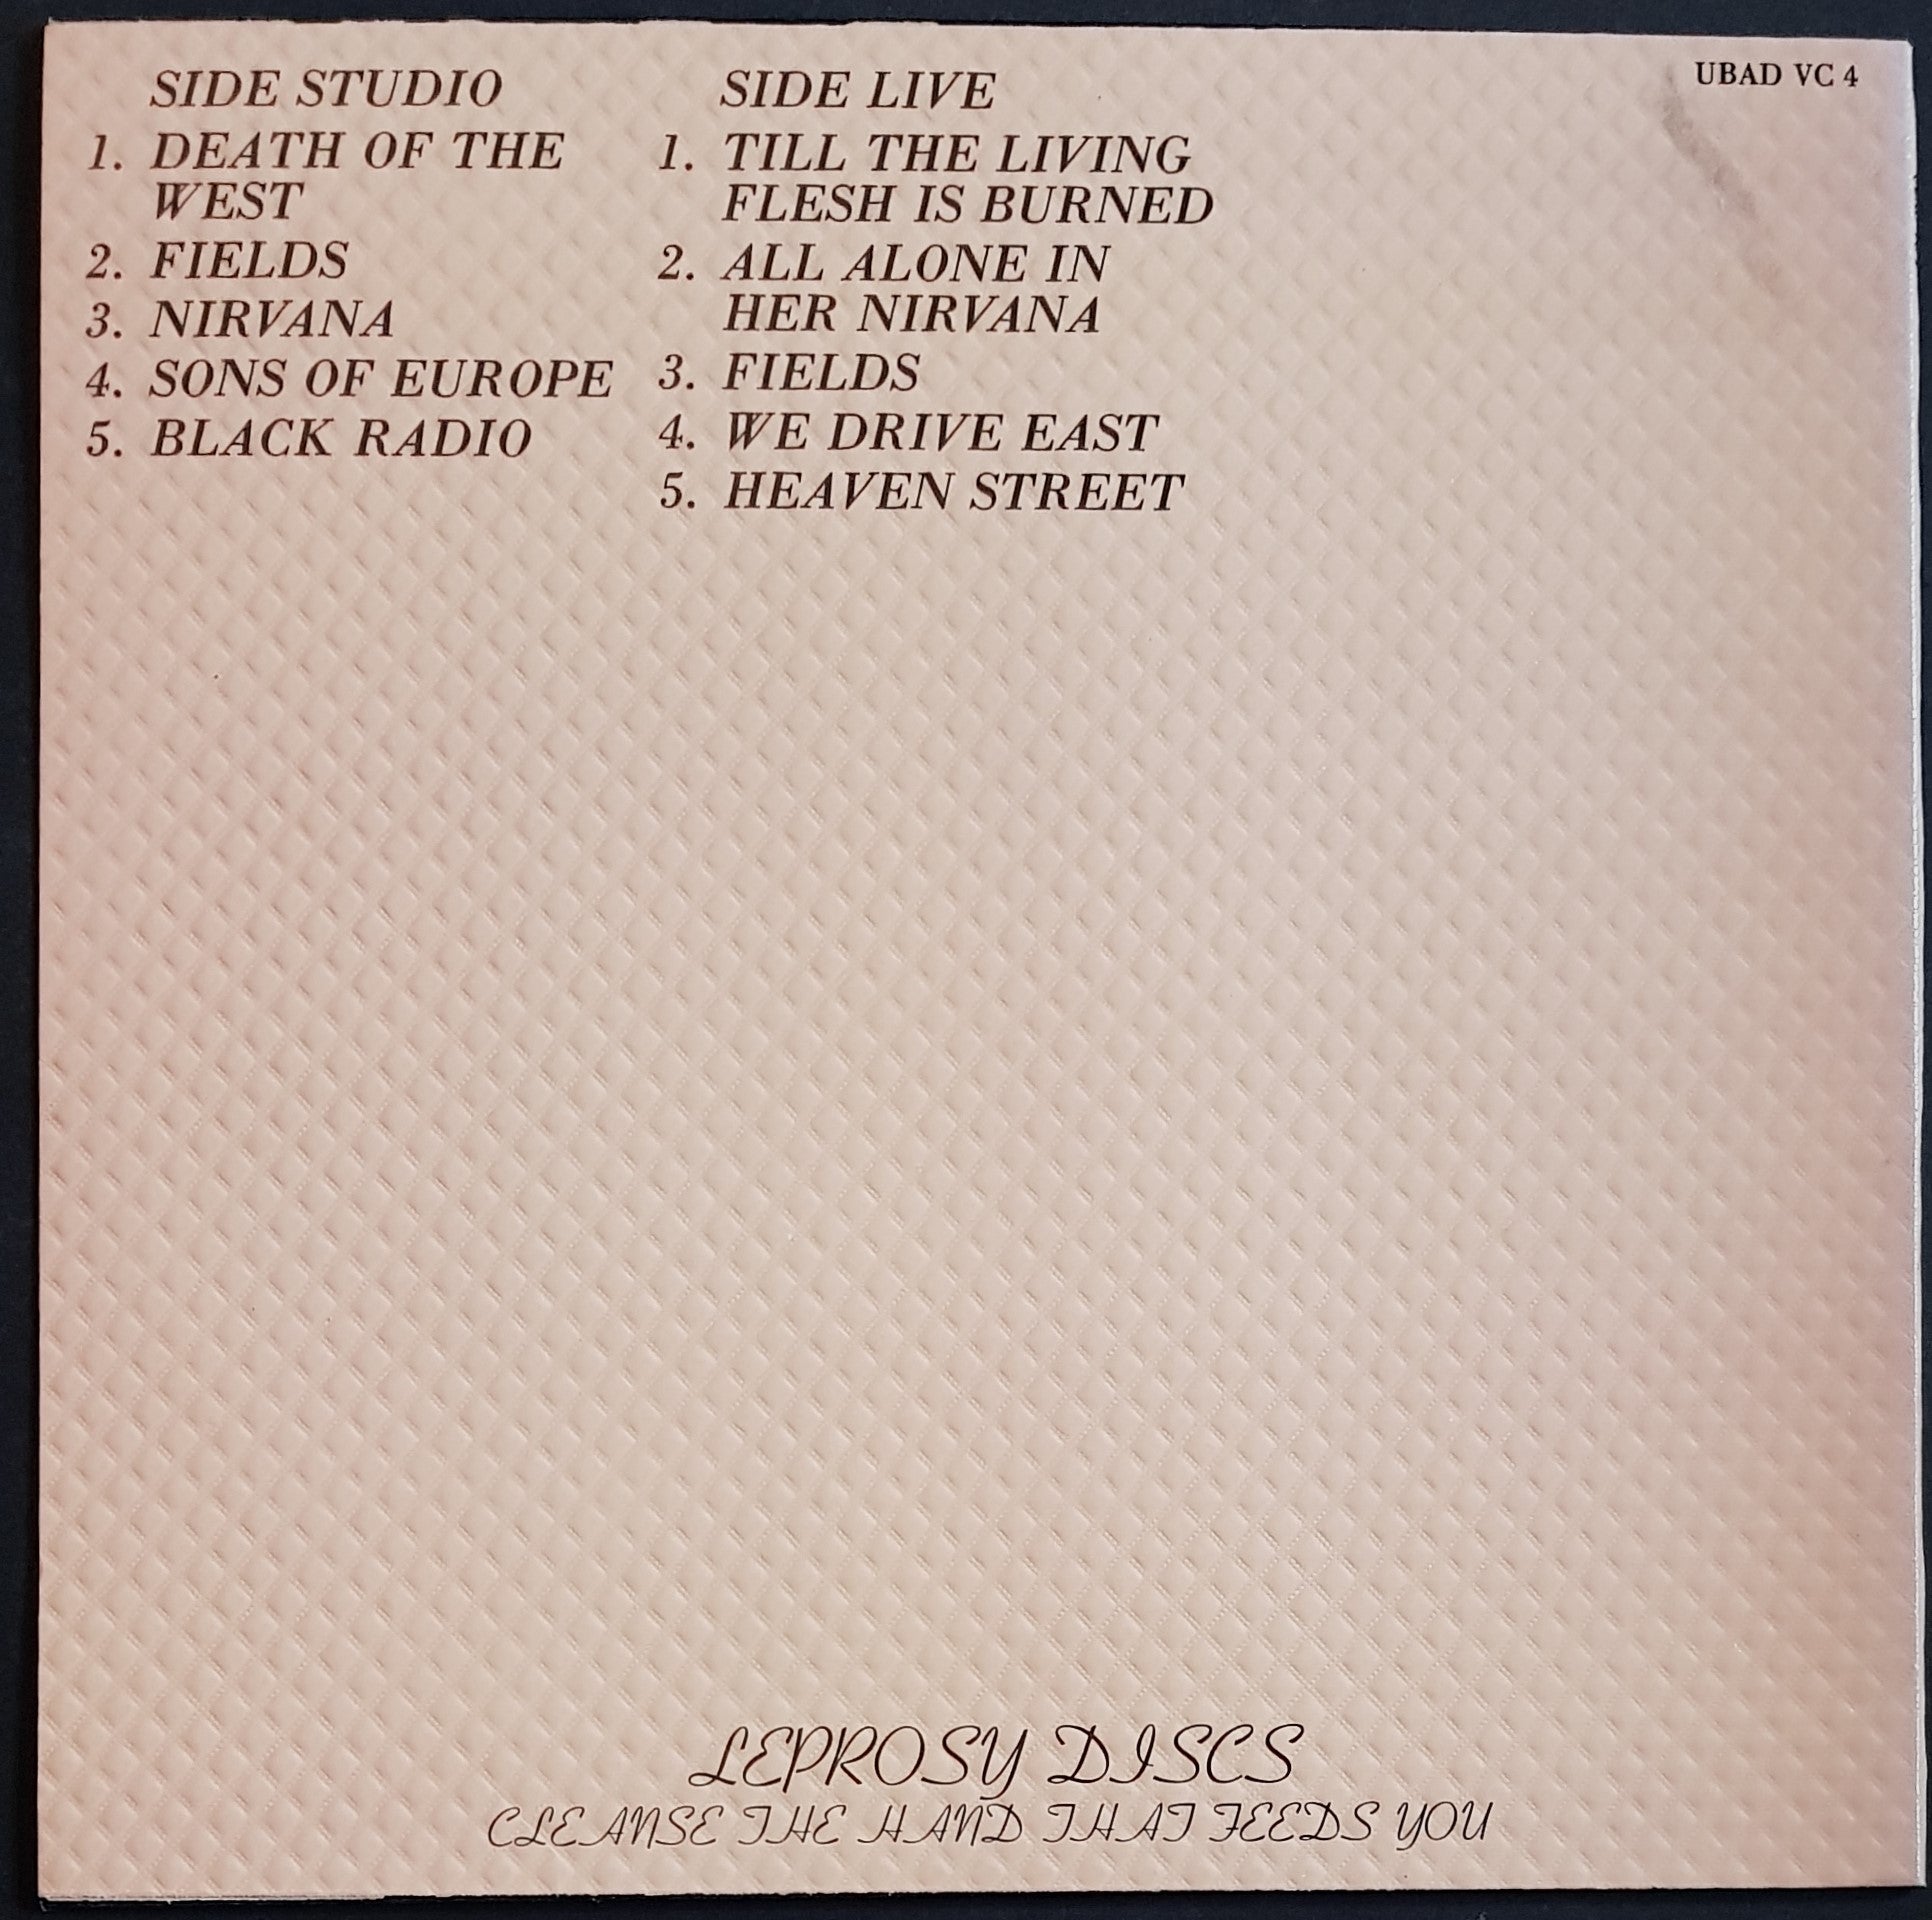 SIDE STUDIO
1. DEATH OF THE
WEST
2. FIELDS
3. NIRVANA
4. SONS OF EUROPE
5. BLACK RADIO
SIDE LIVE
1. TILL THE LIVING
FLESH IS BURNED
2. ALL ALONE IN
HER NIRVANA
3. FIELDS
4. WE DRIVE EAST
5. HEAVEN STREET
UBAD VC 4
LEPROSY DISCS
CLEANSE THE HAND THAT FEEDS YOU